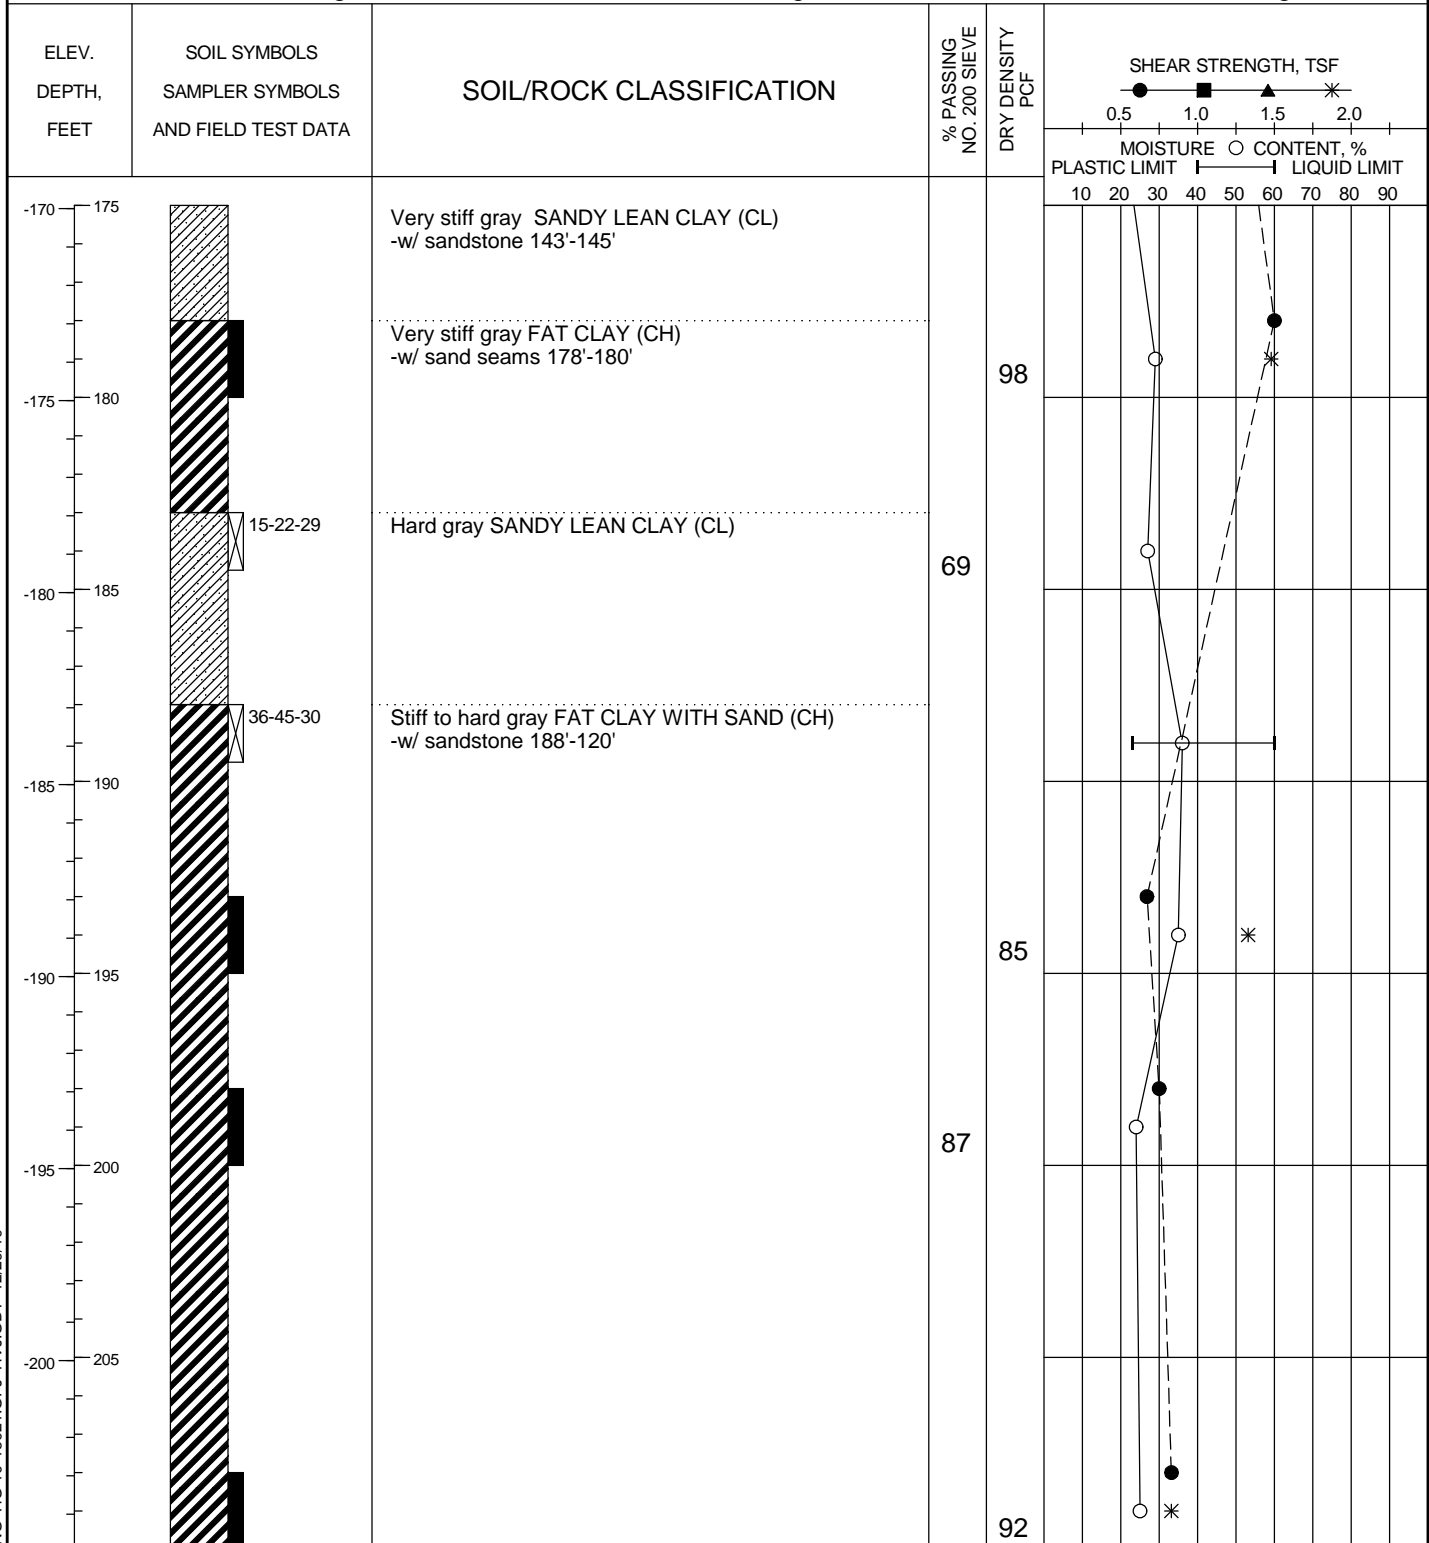 ELEV.
DEPTH,
FEET
SOIL SYMBOLS
SAMPLER SYMBOLS
AND FIELD TEST DATA
SOIL/ROCK CLASSIFICATION
% PASSING
NO. 200 SIEVE
DRY DENSITY
PCF
SHEAR STRENGTH, TSF
0.5 1.0 1.5 2.0
MOISTURE CONTENT, %
PLASTIC LIMIT LIQUID LIMIT
10 20 30 40 50 60 70 80 90
-170 175
Very stiff gray SANDY LEAN CLAY (CL)
-w/ sandstone 143'-145'
Very stiff gray FAT CLAY (CH)
-w/ sand seams 178'-180'
98
-175 180
15-22-29
Hard gray SANDY LEAN CLAY (CL)
69
-180 185
36-45-30
Stiff to hard gray FAT CLAY WITH SAND (CH)
-w/ sandstone 188'-120'
-185 190
85
-190 195
87
-195 200
-200 205
92